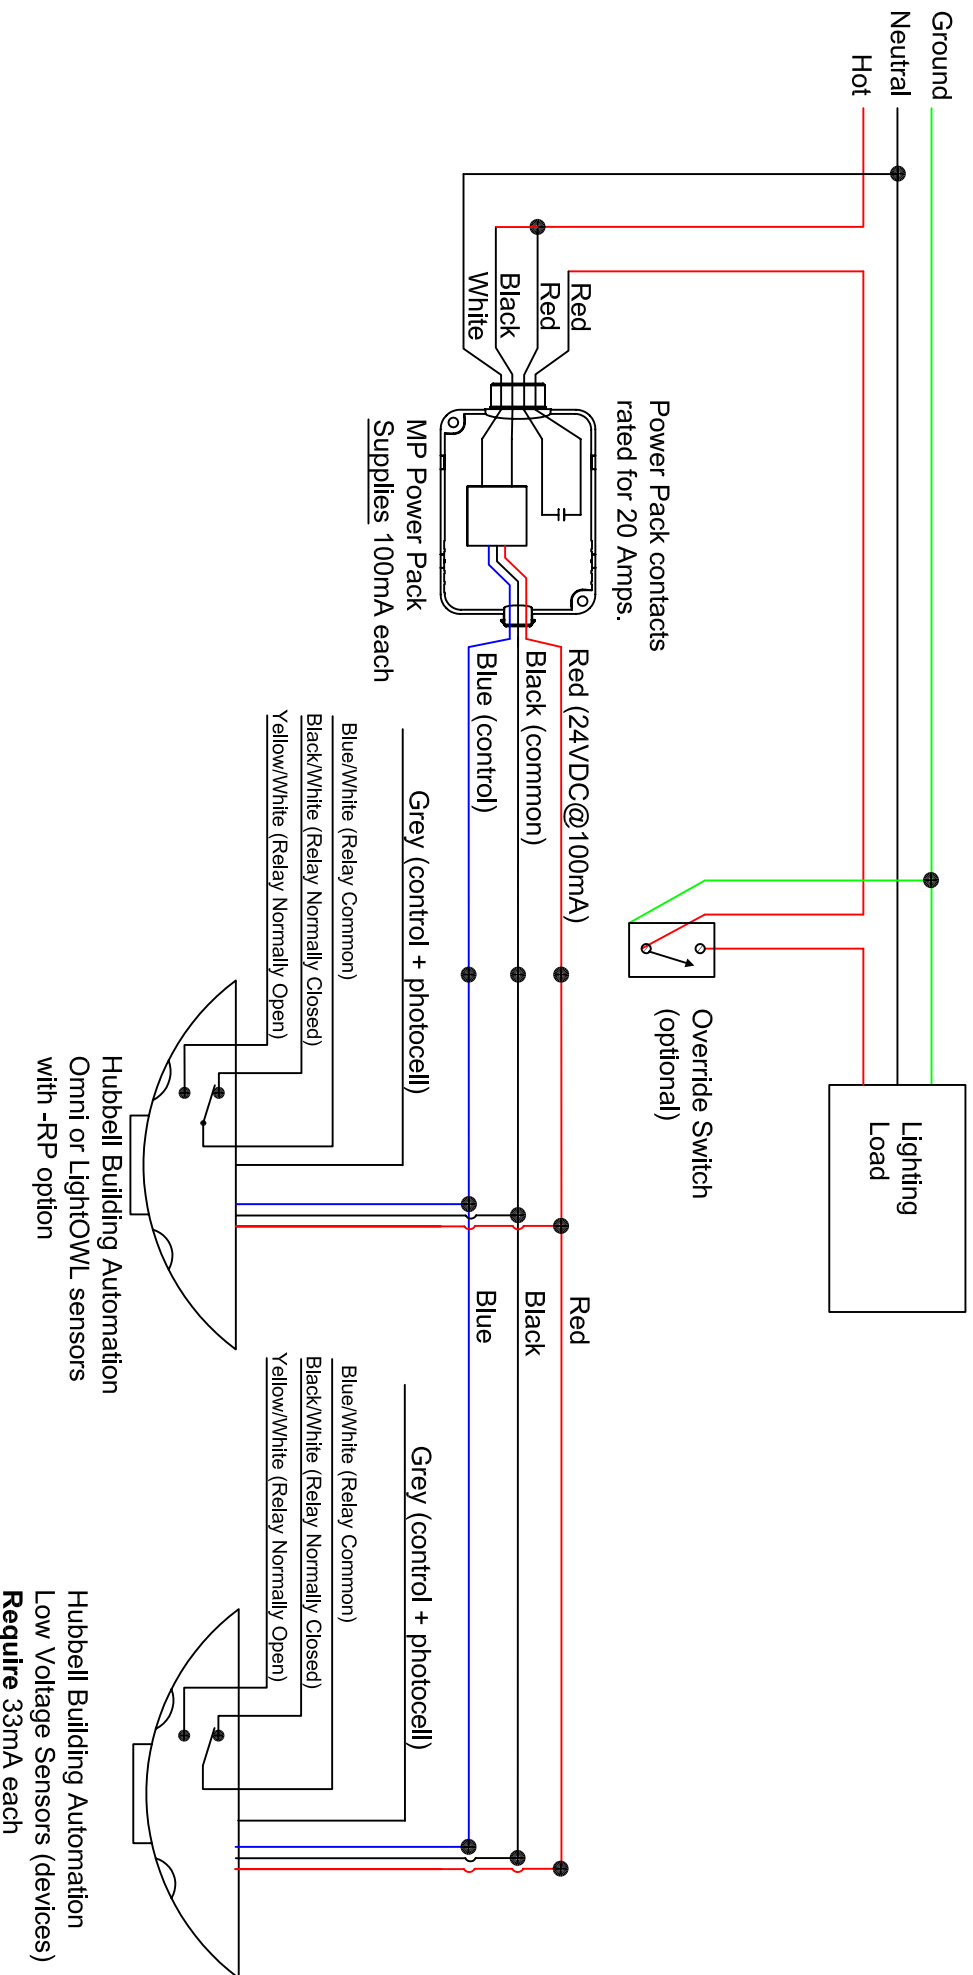 Ground
Neutral
Hot
Red
Red
Black
White
Power Pack contacts
rated for 20 Amps.
MP Power Pack
Supplies 100mA each
Red (24VDC@100mA)
Black (common)
Blue (control)
Override Switch
(optional)
Lighting
Load
Grey (control + photocell)
Blue/White (Relay Common)
Black/White (Relay Normally Closed)
Yellow/White (Relay Normally Open)
Hubbell Building Automation
Omni or LightOWL sensors
with -RP option
Red
Black
Blue
Grey (control + photocell)
Blue/White (Relay Common)
Black/White (Relay Normally Closed)
Yellow/White (Relay Normally Open)
Hubbell Building Automation
Low Voltage Sensors (devices)
Require 33mA each